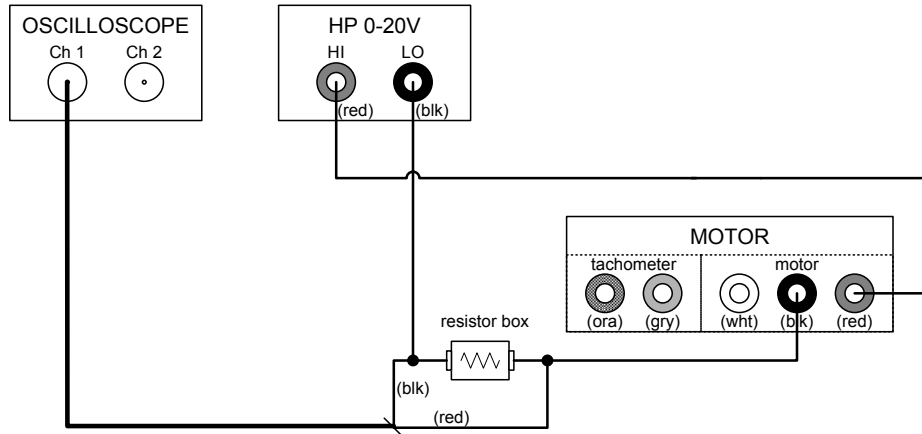 OSCILLOSCOPE
Ch 1 Ch 2
HP 0-20V
HI LO
(red) (blk)
MOTOR
tachometer motor
(ora) (gry) (wht) (blk) (red)
resistor box
(blk)
(red)